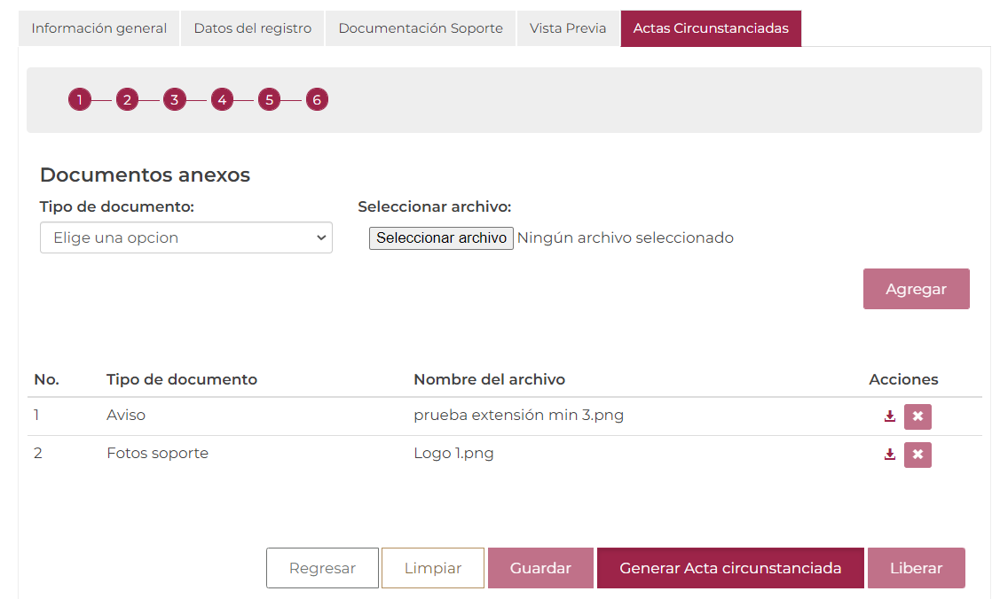 Información general Datos del registro Documentación Soporte Vista Previa Actas Circunstanciadas
1 2 3 4 5 6
Documentos anexos
Tipo de documento: Seleccionar archivo:
Elige una opcion Seleccionar archivo Ningún archivo seleccionado
Agregar
No. Tipo de documento Nombre del archivo Acciones
1 Aviso prueba extensión min 3.png
2 Fotos soporte Logo 1.png
Regresar Limpiar Guardar Generar Acta circunstanciada Liberar